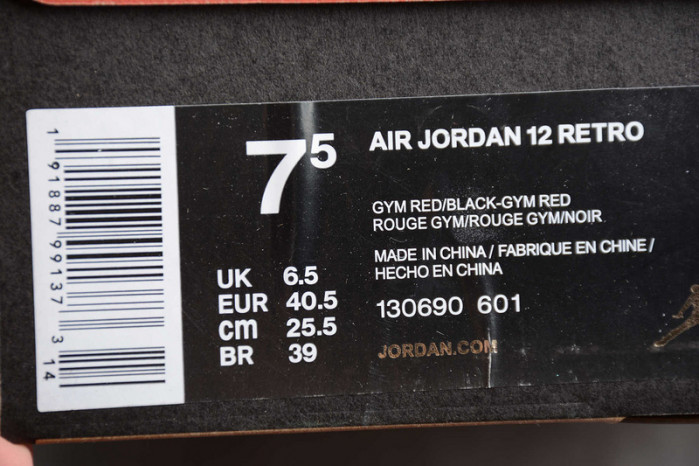 1 91887 99137 3 14
7 5
AIR JORDAN 12 RETRO
GYM RED/BLACK-GYM RED
ROUGE GYM/ROUGE GYM/NOIR
MADE IN CHINA / FABRIQUE EN CHINE /
HECHO EN CHINA
UK 6.5
EUR 40.5
cm 25.5
BR 39
130690 601
JORDAN.COM